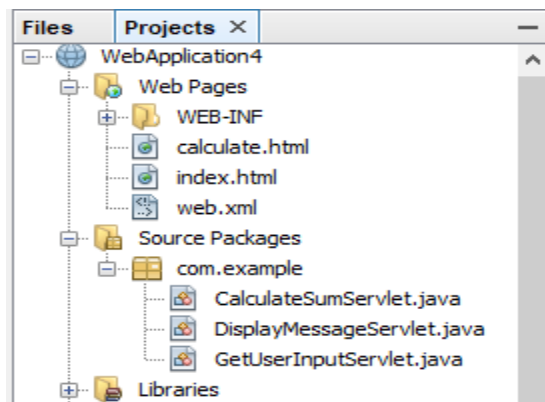 Files Projects ×
WebApplication4
Web Pages
WEB-INF
calculate.html
index.html
web.xml
Source Packages
com.example
CalculateSumServlet.java
DisplayMessageServlet.java
GetUserInputServlet.java
Libraries